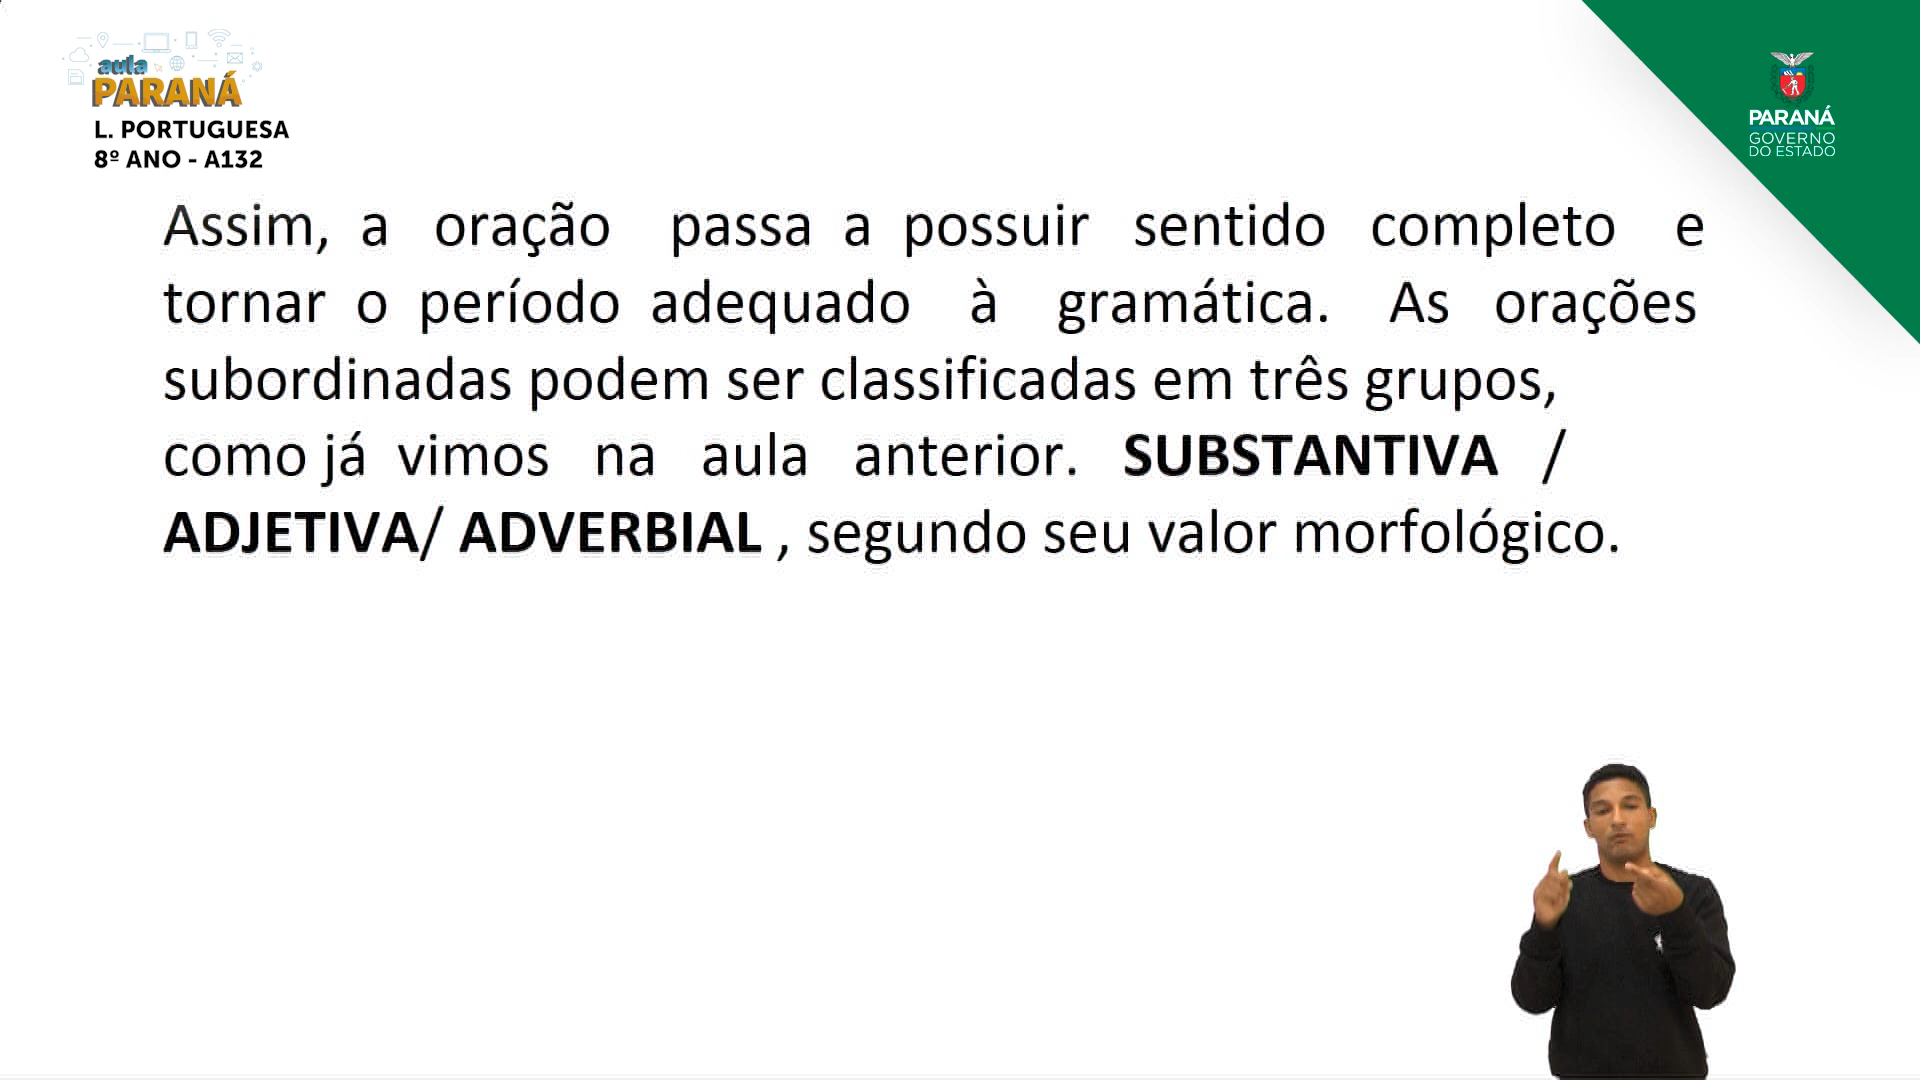 aula
PARANÁ
L. PORTUGUESA
8º ANO - A132
PARANÁ
GOVERNO
DO ESTADO
Assim, a oração passa a possuir sentido completo e
tornar o período adequado à gramática. As orações
subordinadas podem ser classificadas em três grupos,
como já vimos na aula anterior. SUBSTANTIVA /
ADJETIVA/ ADVERBIAL , segundo seu valor morfológico.